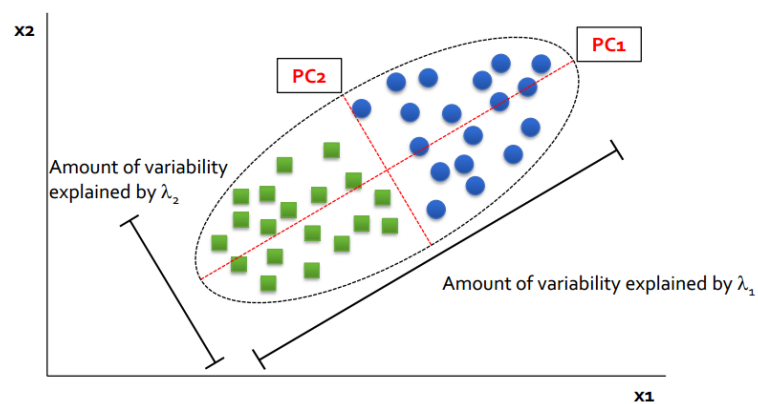 x2
PC1
PC2
Amount of variability
explained by λ₂
Amount of variability explained by λ₁
x1